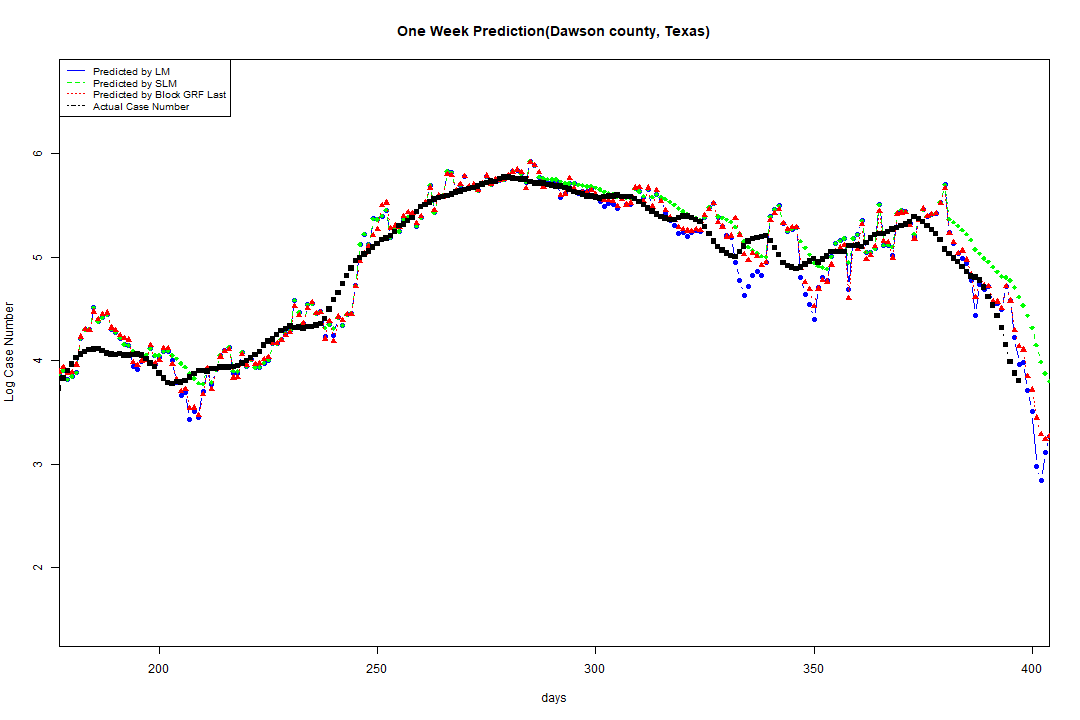 One Week Prediction(Dawson county, Texas)
Predicted by LM
Predicted by SLM
Predicted by Block GRF Last
Actual Case Number
6
5
4
3
2
Log Case Number
200 250 300 350 400
days